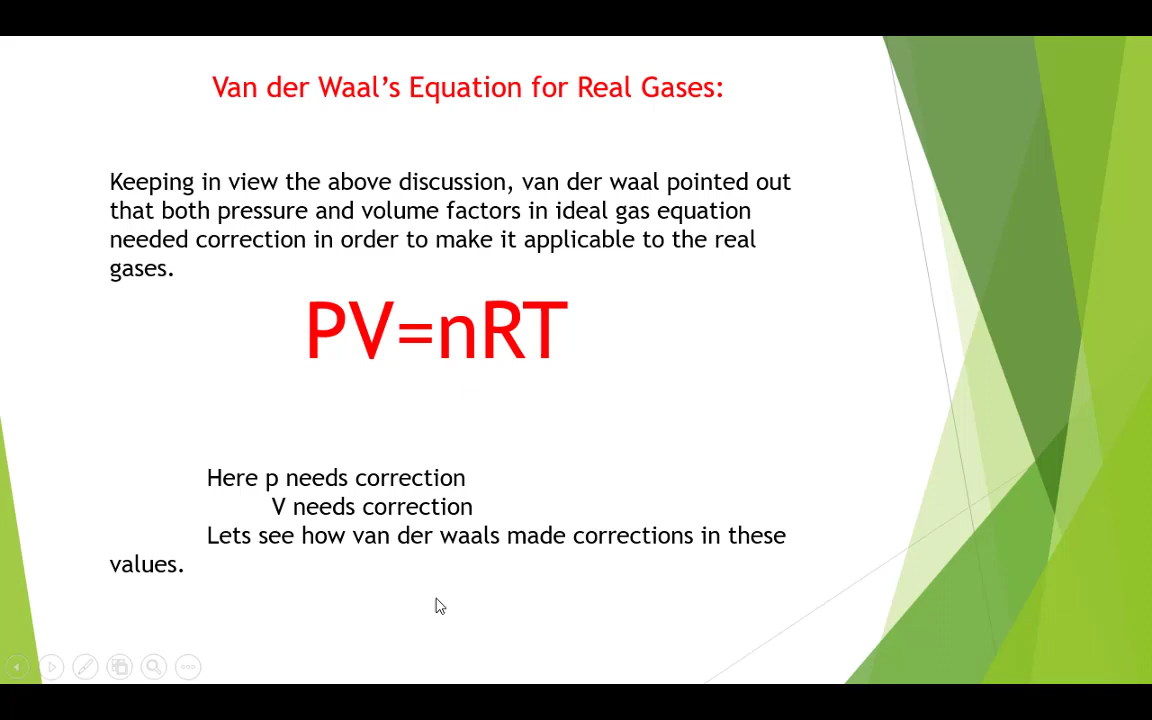 Van der Waal’s Equation for Real Gases:
Keeping in view the above discussion, van der waal pointed out
that both pressure and volume factors in ideal gas equation
needed correction in order to make it applicable to the real
gases.
PV=nRT
Here p needs correction
V needs correction
Lets see how van der waals made corrections in these
values.